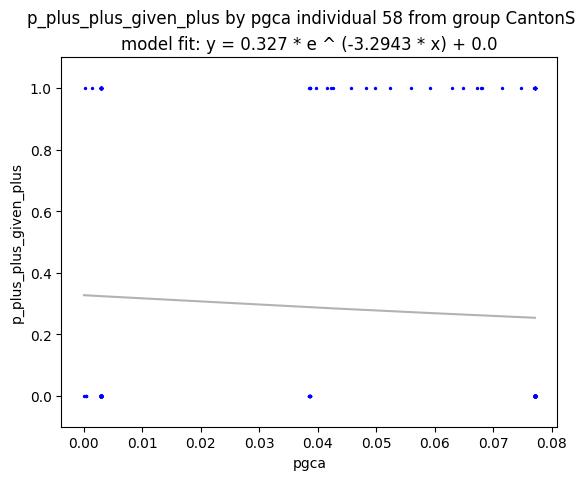 p_plus_plus_given_plus by pgca individual 58 from group CantonS
model fit: y = 0.327 * e ^ (-3.2943 * x) + 0.0
p_plus_plus_given_plus
1.0
0.8
0.6
0.4
0.2
0.0
0.00 0.01 0.02 0.03 0.04 0.05 0.06 0.07 0.08
pgca